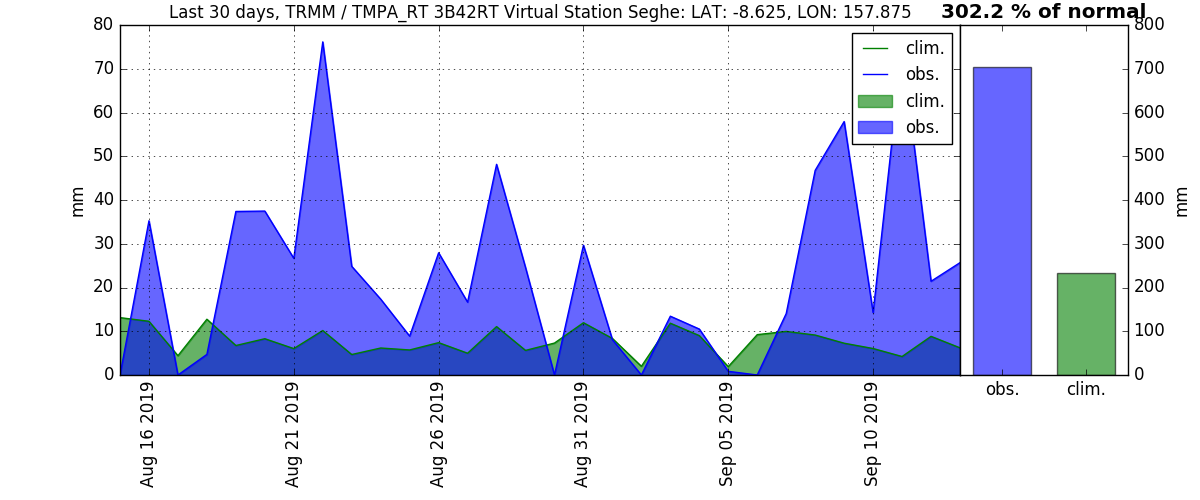 Last 30 days, TRMM / TMPA_RT 3B42RT Virtual Station Seghe: LAT: -8.625, LON: 157.875
302.2 % of normal
80
70
60
50
40
30
20
10
0
mm
clim.
obs.
clim.
obs.
Aug 16 2019
Aug 21 2019
Aug 26 2019
Aug 31 2019
Sep 05 2019
Sep 10 2019
800
700
600
500
400
300
200
100
0
mm
obs.
clim.